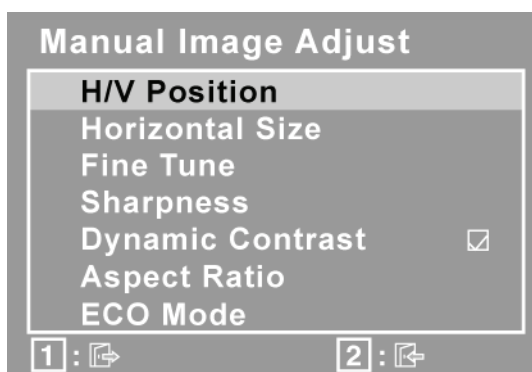 Manual Image Adjust
H/V Position
Horizontal Size
Fine Tune
Sharpness
Dynamic Contrast
Aspect Ratio
ECO Mode
1 : 2 :